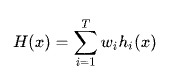 H(x) = \sum_{i=1}^{T} w_i h_i(x)